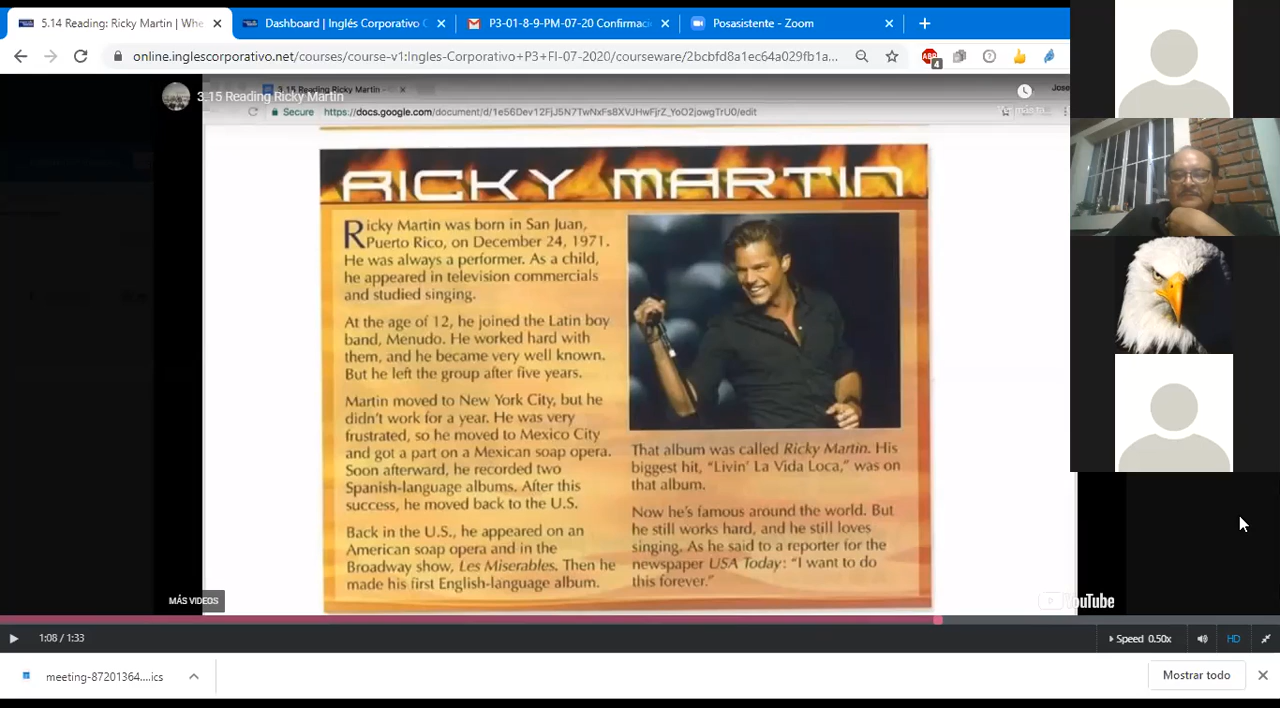 5.14 Reading: Ricky Martin | Whe
Dashboard | Inglés Corporativo C
P3-01-8-9-PM-07-20 Confirmaci
Posasistente - Zoom
online.inglescorporativo.net/courses/course-v1:Ingles-Corporativo+P3+FI-07-2020/courseware/2bcbfd8a1ec64a029fb1a...
ABP
4
3.15 Reading Ricky Martin -
3.15 Reading Ricky Martin
Jose
Secure
https://docs.google.com/document/d/1e56Dev12FjJ5N7TwNxFs8XVJHwFjrZ_YoO2jowgTrU0/edit
RICKY MARTIN
Ricky Martin was born in San Juan,
Puerto Rico, on December 24, 1971.
He was always a performer. As a child,
he appeared in television commercials
and studied singing.
At the age of 12, he joined the Latin boy
band, Menudo. He worked hard with
them, and he became very well known.
But he left the group after five years.
Martin moved to New York City, but he
didn't work for a year. He was very
frustrated, so he moved to Mexico City
and got a part on a Mexican soap opera.
Soon afterward, he recorded two
Spanish-language albums. After this
success, he moved back to the U.S.
Back in the U.S., he appeared on an
American soap opera and in the
Broadway show, Les Miserables. Then he
made his first English-language album.
That album was called Ricky Martin. His
biggest hit, "Livin' La Vida Loca," was on
that album.
Now he's famous around the world. But
he still works hard, and he still loves
singing. As he said to a reporter for the
newspaper USA Today: "I want to do
this forever."
MÁS VIDEOS
YouTube
1:08 / 1:33
Speed 0.50x
HD
meeting-87201364....ics
Mostrar todo